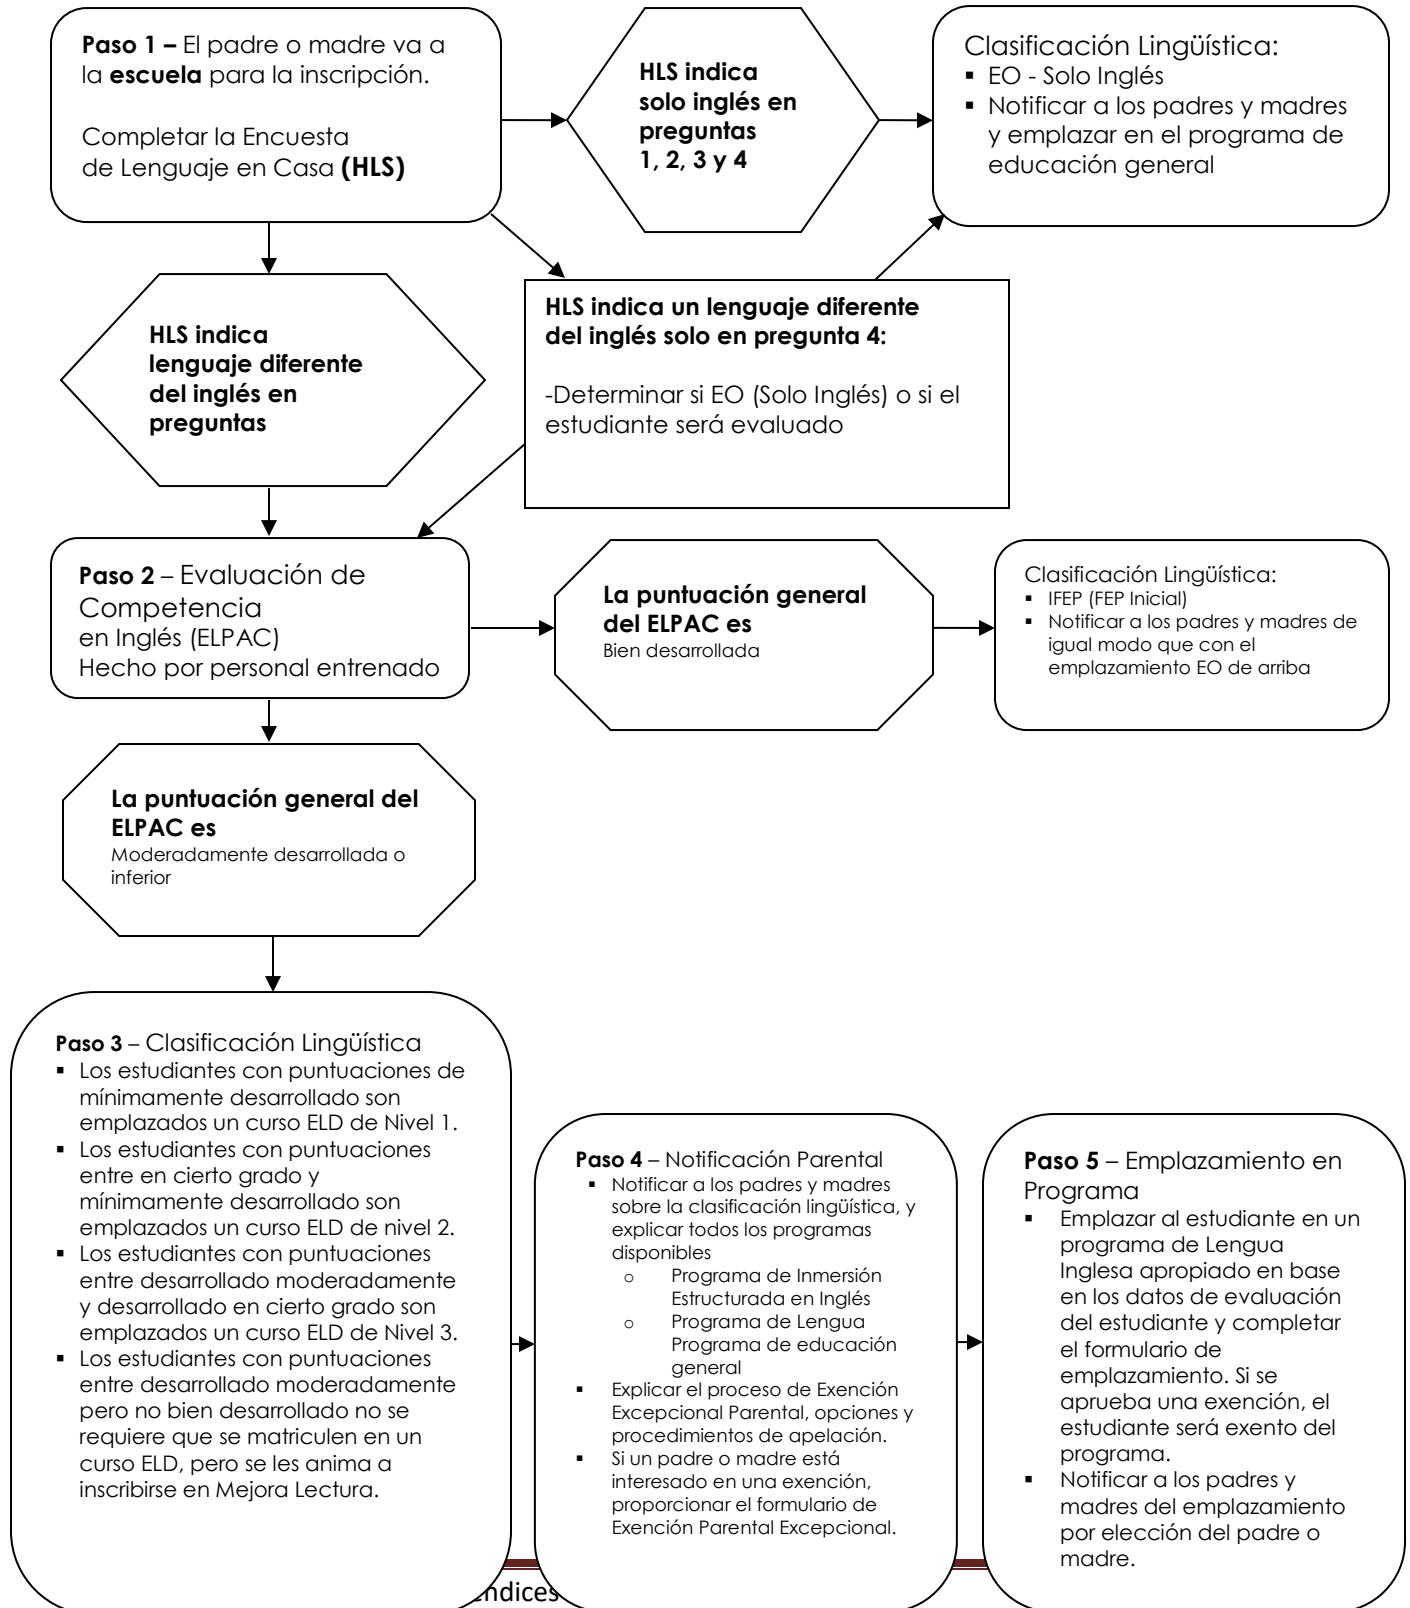 Paso 1 – El padre o madre va a
la escuela para la inscripción.
Completar la Encuesta
de Lenguaje en Casa (HLS)
HLS indica
solo inglés en
preguntas
1, 2, 3 y 4
Clasificación Lingüística:
▪ EO - Solo Inglés
▪ Notificar a los padres y madres
y emplazar en el programa de
educación general
HLS indica
lenguaje diferente
del inglés en
preguntas
HLS indica un lenguaje diferente
del inglés solo en pregunta 4:
-Determinar si EO (Solo Inglés) o si el
estudiante será evaluado
Paso 2 – Evaluación de
Competencia
en Inglés (ELPAC)
Hecho por personal entrenado
La puntuación general
del ELPAC es
Bien desarrollada
Clasificación Lingüística:
▪ IFEP (FEP Inicial)
▪ Notificar a los padres y madres de
igual modo que con el
emplazamiento EO de arriba
La puntuación general del
ELPAC es
Moderadamente desarrollada o
inferior
Paso 3 – Clasificación Lingüística
▪ Los estudiantes con puntuaciones de
mínimamente desarrollado son
emplazados un curso ELD de Nivel 1.
▪ Los estudiantes con puntuaciones
entre en cierto grado y
mínimamente desarrollado son
emplazados un curso ELD de nivel 2.
▪ Los estudiantes con puntuaciones
entre desarrollado moderadamente
y desarrollado en cierto grado son
emplazados un curso ELD de Nivel 3.
▪ Los estudiantes con puntuaciones
entre desarrollado moderadamente
pero no bien desarrollado no se
requiere que se matriculen en un
curso ELD, pero se les anima a
inscribirse en Mejora Lectura.
Paso 4 – Notificación Parental
▪ Notificar a los padres y madres
sobre la clasificación lingüística, y
explicar todos los programas
disponibles
o Programa de Inmersión
Estructurada en Inglés
o Programa de Lengua
Programa de educación
general
▪ Explicar el proceso de Exención
Excepcional Parental, opciones y
procedimientos de apelación.
▪ Si un padre o madre está
interesado en una exención,
proporcionar el formulario de
Exención Parental Excepcional.
Paso 5 – Emplazamiento en
Programa
▪ Emplazar al estudiante en un
programa de Lengua
Inglesa apropiado en base
en los datos de evaluación
del estudiante y completar
el formulario de
emplazamiento. Si se
aprueba una exención, el
estudiante será exento del
programa.
▪ Notificar a los padres y
madres del emplazamiento
por elección del padre o
madre.